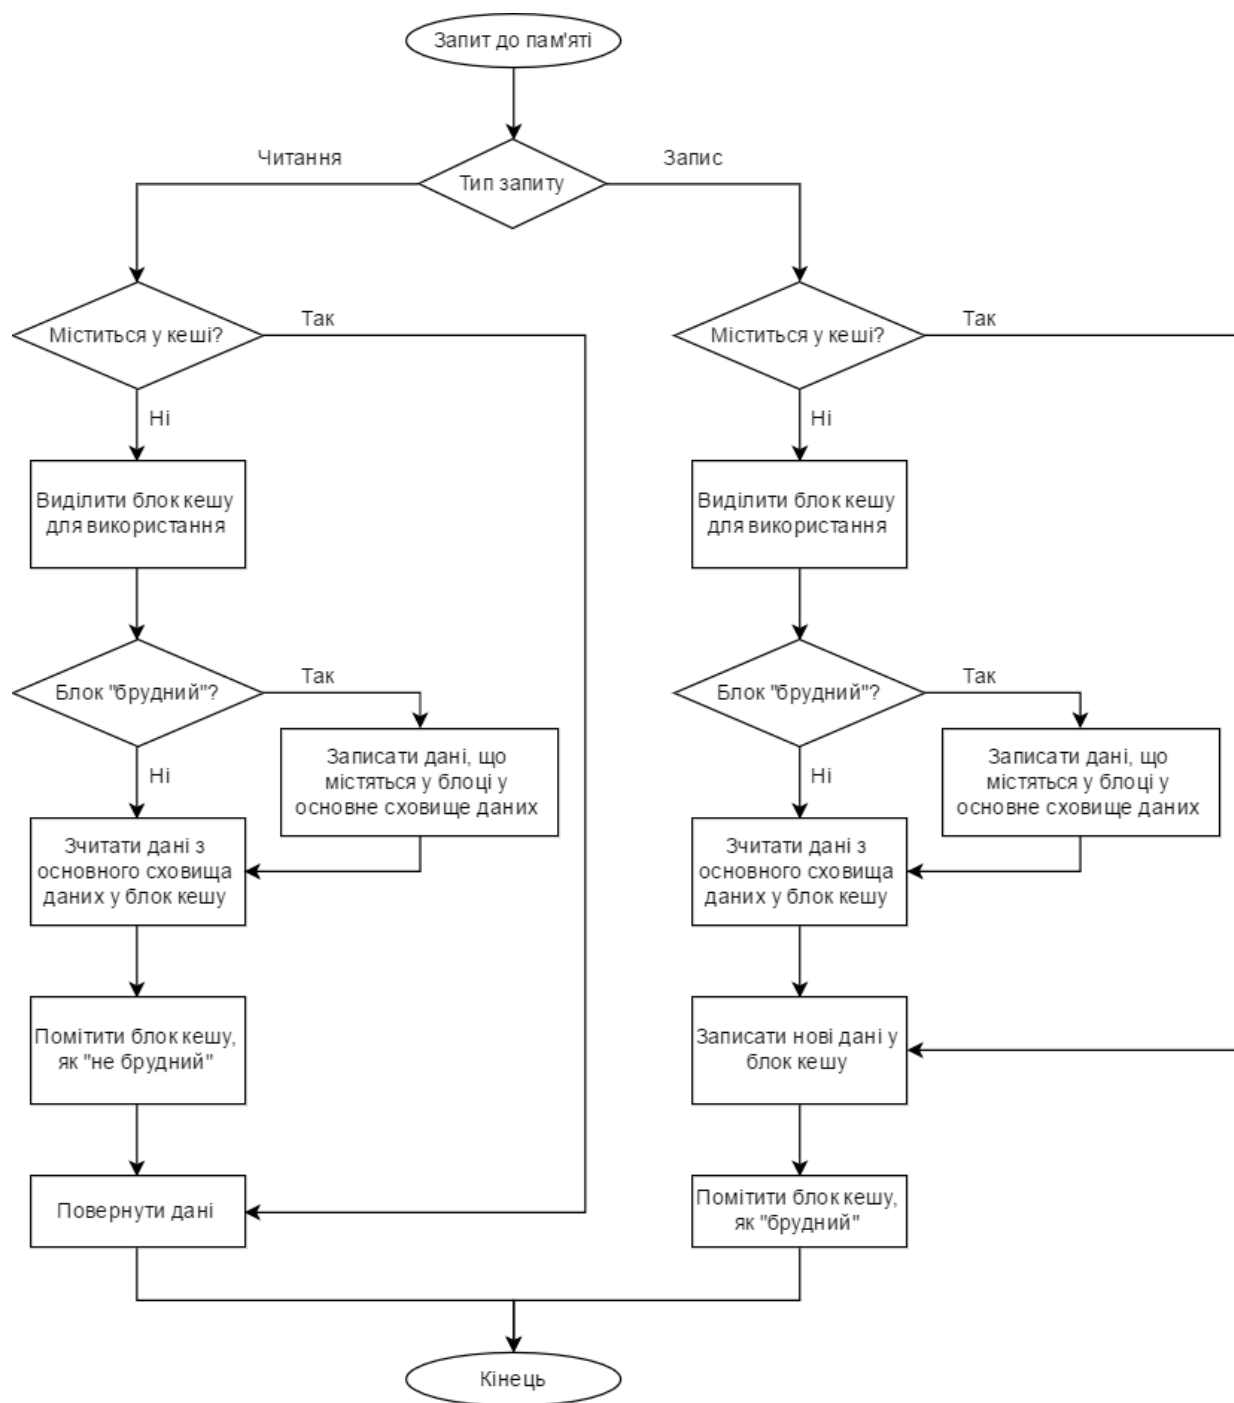 Запит до пам'яті
Читання
Запис
Тип запиту
Міститься у кеші?
Так
Міститься у кеші?
Так
Ні
Ні
Виділити блок кешу
для використання
Виділити блок кешу
для використання
Блок "брудний"?
Так
Блок "брудний"?
Так
Ні
Записати дані, що
містяться у блоці у
основне сховище даних
Ні
Записати дані, що
містяться у блоці у
основне сховище даних
Зчитати дані з
основного сховища
даних у блок кешу
Зчитати дані з
основного сховища
даних у блок кешу
Помітити блок кешу,
як "не брудний"
Записати нові дані у
блок кешу
Повернути дані
Помітити блок кешу,
як "брудний"
Кінець